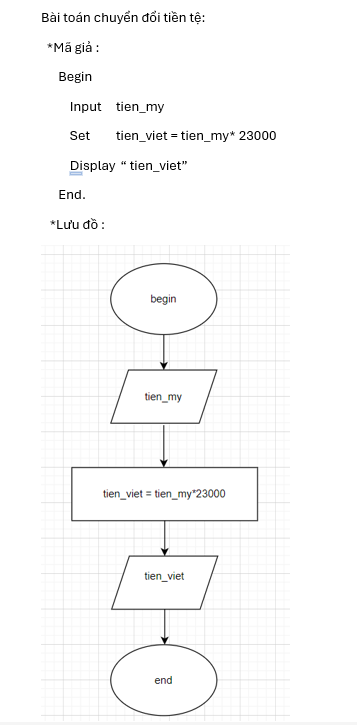 Bài toán chuyển đổi tiền tệ:
*Mã giả :
Begin
Input tien_my
Set tien_viet = tien_my* 23000
Display “ tien_viet”
End.
*Lưu đồ :
begin
tien_my
tien_viet = tien_my*23000
tien_viet
end